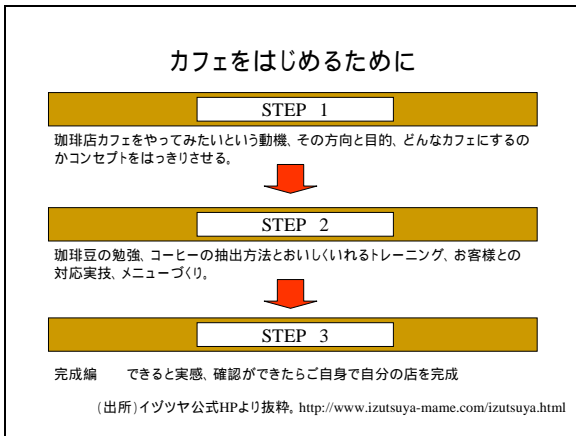 カフェをはじめるために
STEP 1
珈琲店カフェをやってみたいという動機、その方向と目的、どんなカフェにするの
かコンセプトをはっきりさせる。
STEP 2
珈琲豆の勉強、コーヒーの抽出方法とおいしくいれるトレーニング、お客様との
対応実技、メニューづくり。
STEP 3
完成編　　できると実感、確認ができたらご自身で自分の店を完成
（出所）イヅツヤ公式HPより抜粋。http://www.izutsuya-mame.com/izutsuya.html